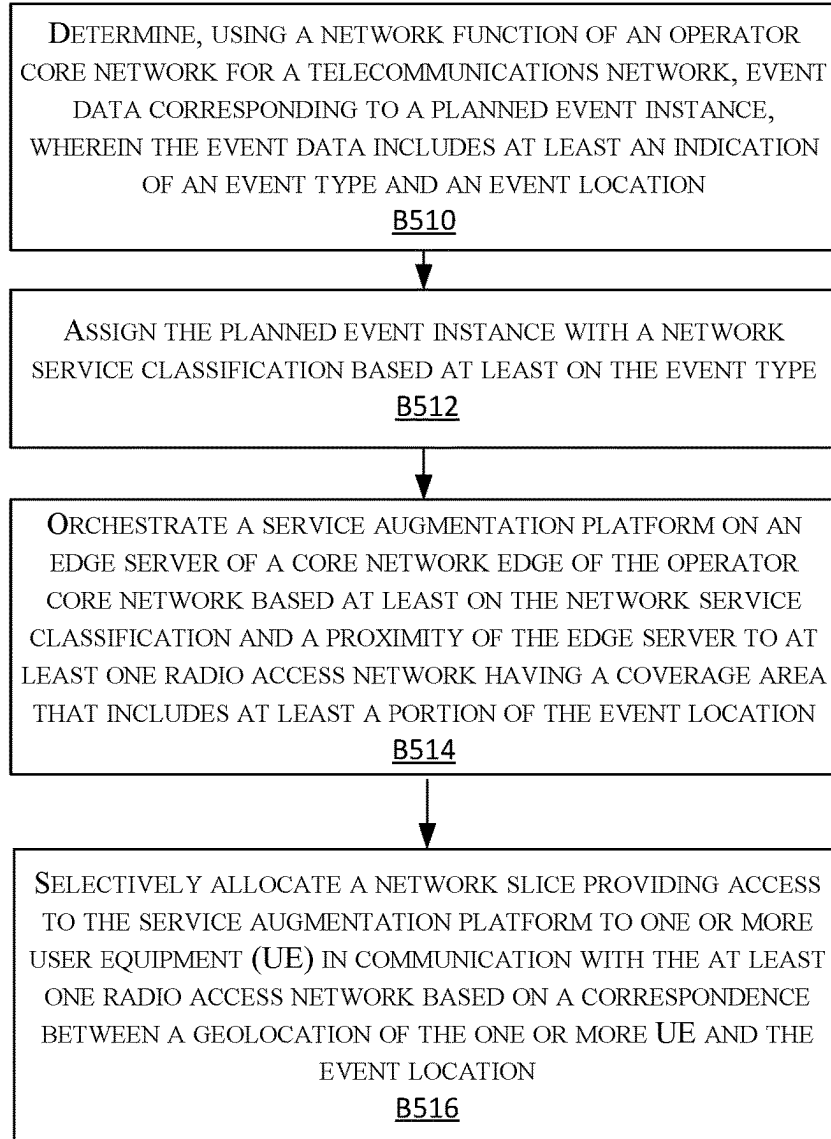 DETERMINE, USING A NETWORK FUNCTION OF AN OPERATOR
CORE NETWORK FOR A TELECOMMUNICATIONS NETWORK, EVENT
DATA CORRESPONDING TO A PLANNED EVENT INSTANCE,
WHEREIN THE EVENT DATA INCLUDES AT LEAST AN INDICATION
OF AN EVENT TYPE AND AN EVENT LOCATION
B510
ASSIGN THE PLANNED EVENT INSTANCE WITH A NETWORK
SERVICE CLASSIFICATION BASED AT LEAST ON THE EVENT TYPE
B512
ORCHESTRATE A SERVICE AUGMENTATION PLATFORM ON AN
EDGE SERVER OF A CORE NETWORK EDGE OF THE OPERATOR
CORE NETWORK BASED AT LEAST ON THE NETWORK SERVICE
CLASSIFICATION AND A PROXIMITY OF THE EDGE SERVER TO AT
LEAST ONE RADIO ACCESS NETWORK HAVING A COVERAGE AREA
THAT INCLUDES AT LEAST A PORTION OF THE EVENT LOCATION
B514
SELECTIVELY ALLOCATE A NETWORK SLICE PROVIDING ACCESS
TO THE SERVICE AUGMENTATION PLATFORM TO ONE OR MORE
USER EQUIPMENT (UE) IN COMMUNICATION WITH THE AT LEAST
ONE RADIO ACCESS NETWORK BASED ON A CORRESPONDENCE
BETWEEN A GEOLOCATION OF THE ONE OR MORE UE AND THE
EVENT LOCATION
B516